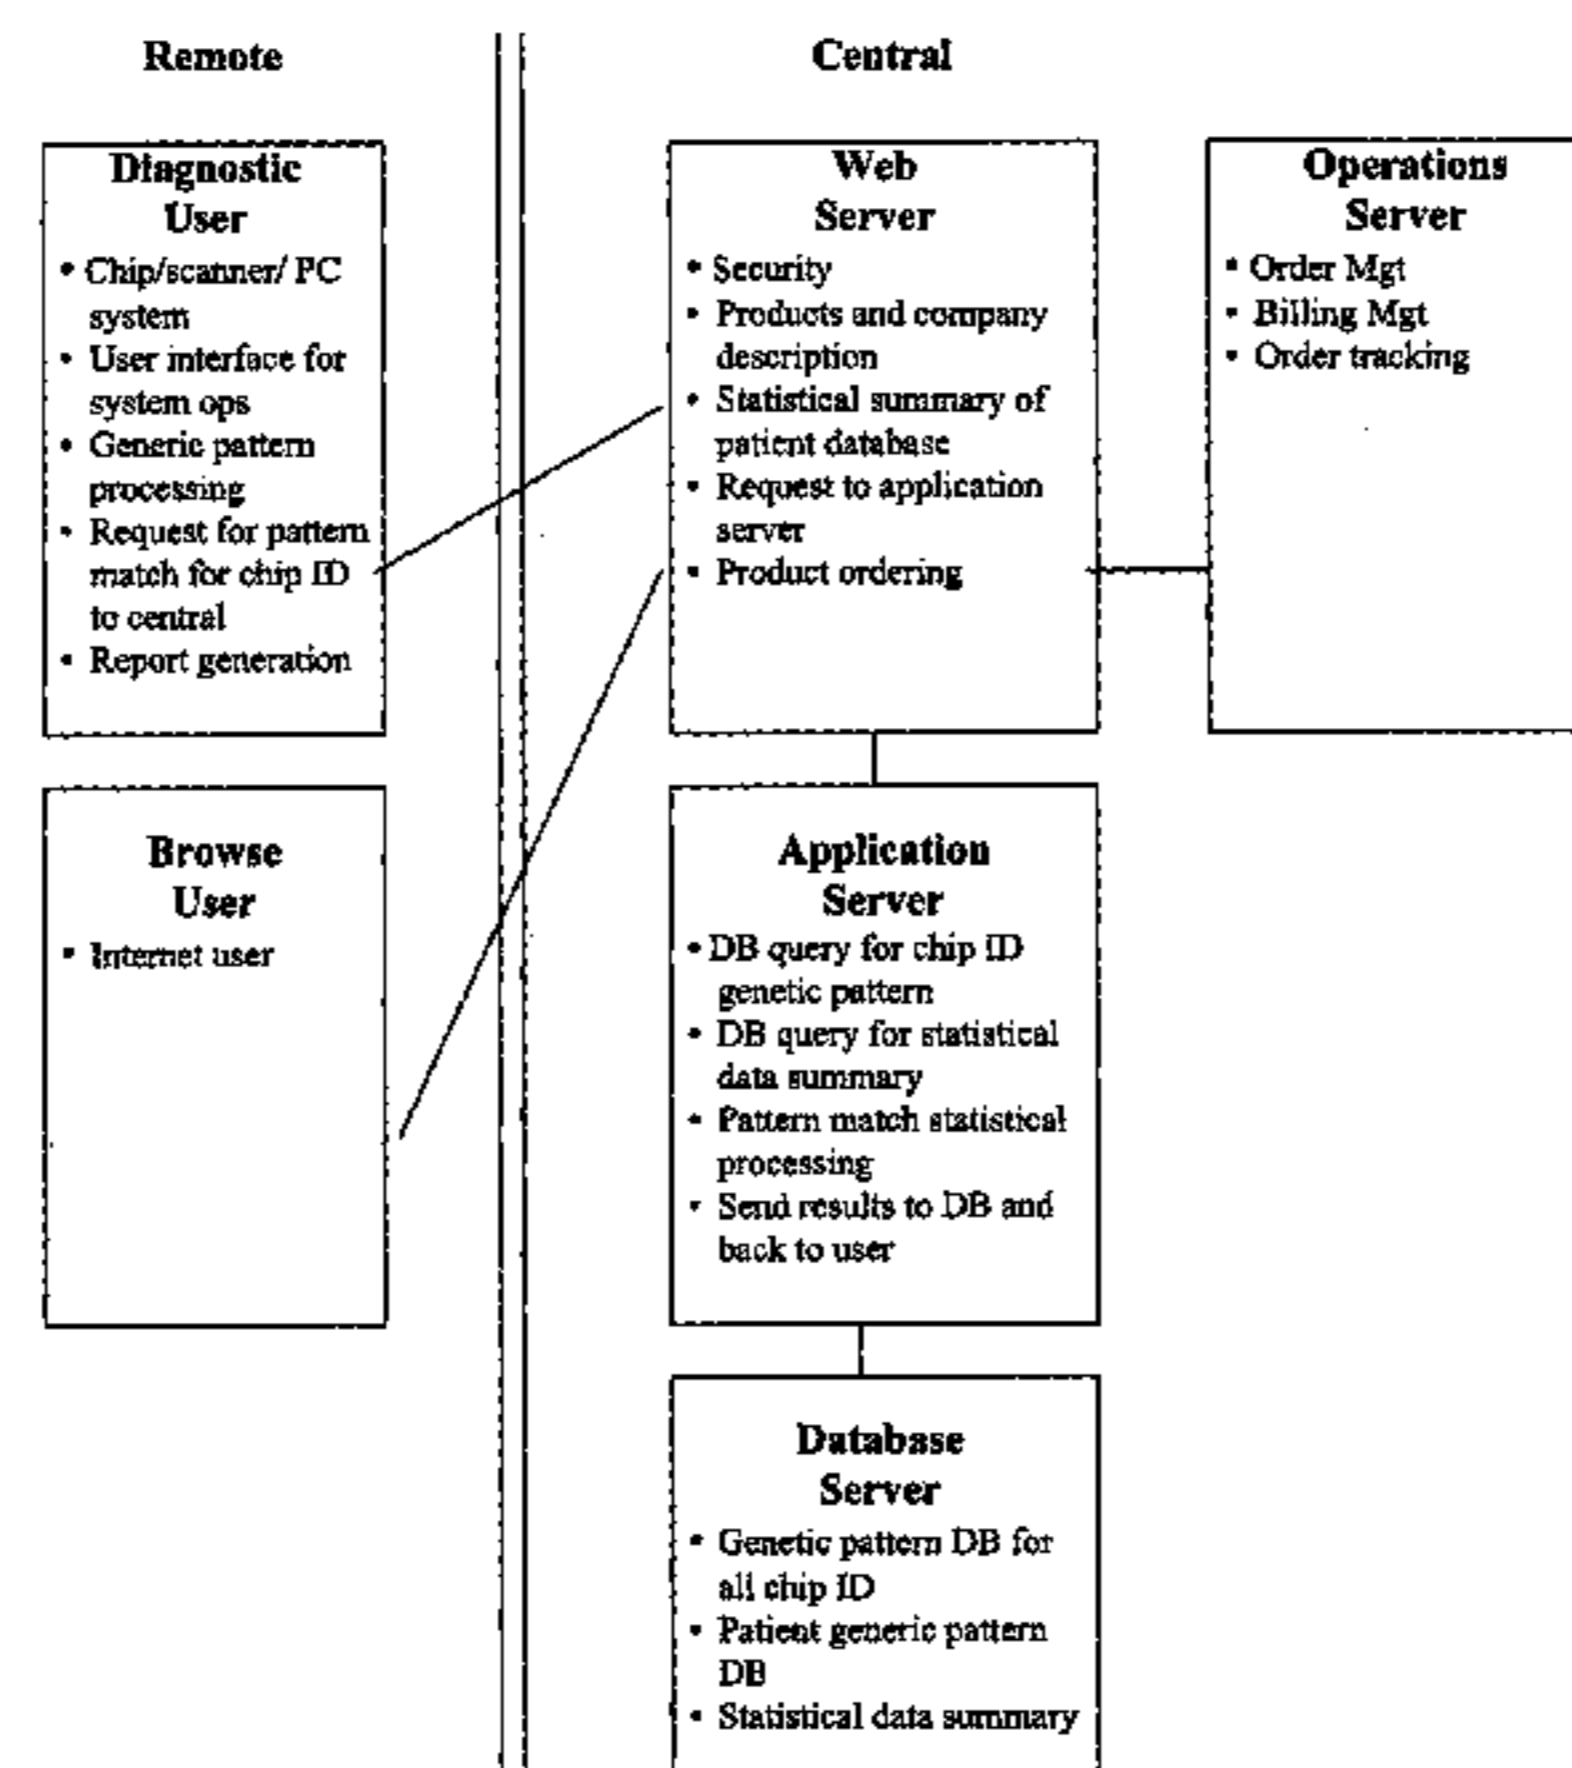 Remote
Central
Diagnostic
User
• Chip/scanner/ PC
system
• User interface for
system ops
• Generic pattern
processing
• Request for pattern
match for chip ID
to central
• Report generation
Browse
User
• Internet user
Web
Server
• Security
• Products and company
description
• Statistical summary of
patient database
• Request to application
server
• Product ordering
Operations
Server
• Order Mgt
• Billing Mgt
• Order tracking
Application
Server
• DB query for chip ID
genetic pattern
• DB query for statistical
data summary
• Pattern match statistical
processing
• Send results to DB and
back to user
Database
Server
• Genetic pattern DB for
all chip ID
• Patient generic pattern
DB
• Statistical data summary